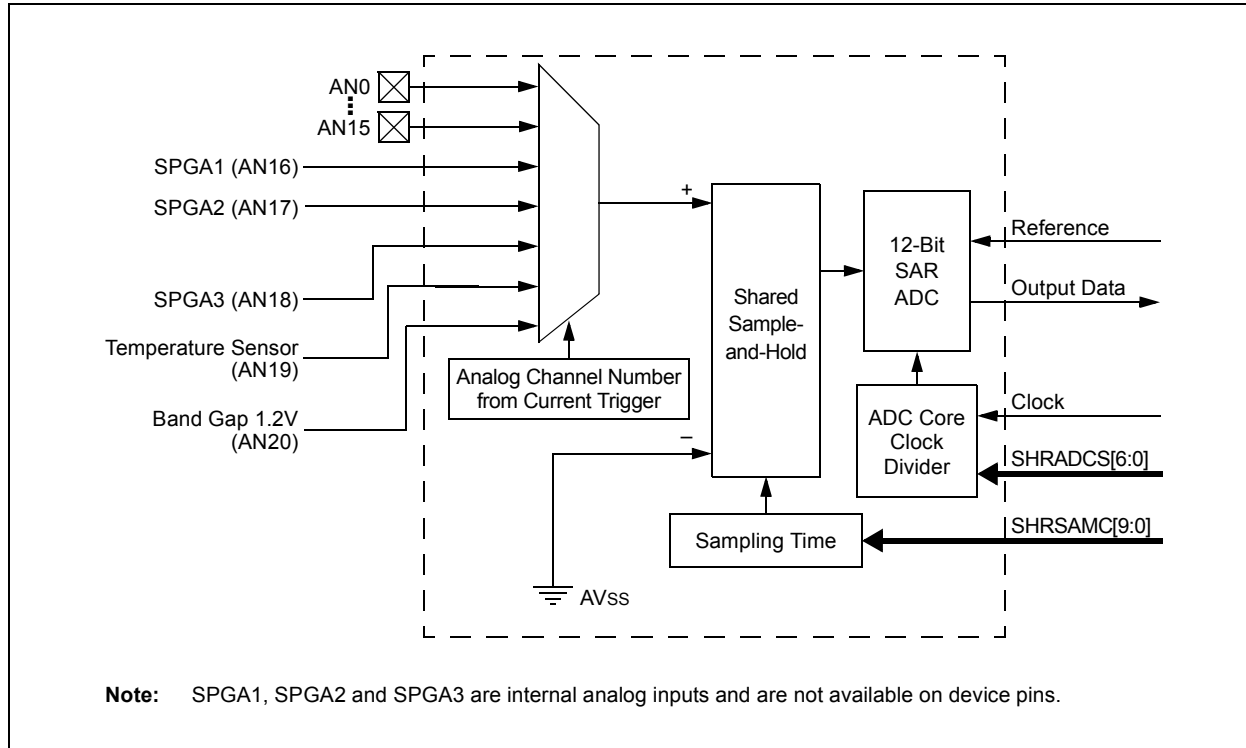 AN0
AN15
SPGA1 (AN16)
SPGA2 (AN17)
SPGA3 (AN18)
Temperature Sensor
(AN19)
Band Gap 1.2V
(AN20)
Analog Channel Number
from Current Trigger
+
–
AVSS
Shared
Sample-
and-Hold
Sampling Time
12-Bit
SAR
ADC
ADC Core
Clock
Divider
Reference
Output Data
Clock
SHRADCS[6:0]
SHRSAMC[9:0]
Note: SPGA1, SPGA2 and SPGA3 are internal analog inputs and are not available on device pins.